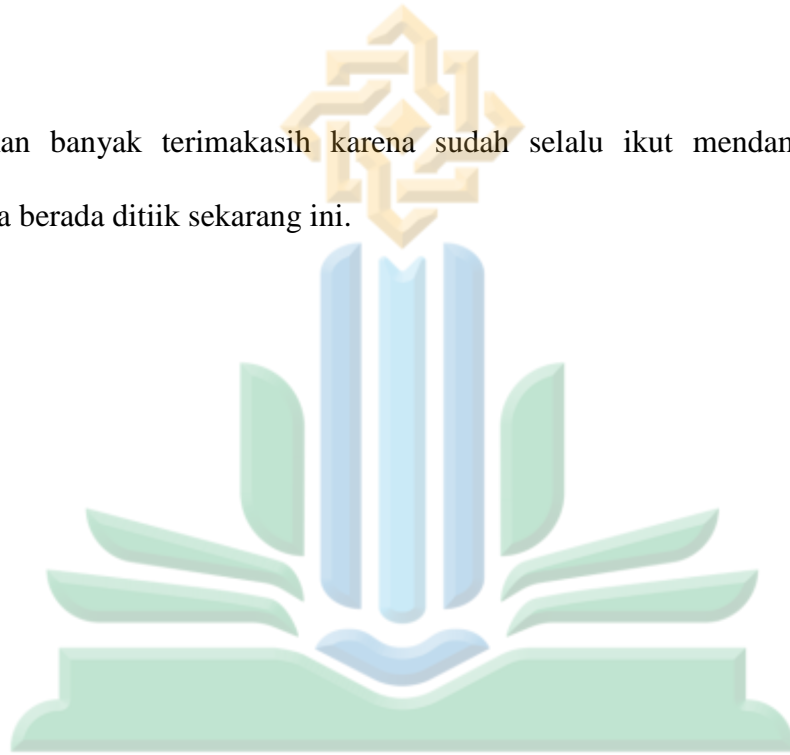 an banyak terimakasih karena sudah selalu ikut mendan
a berada ditiik sekarang ini.